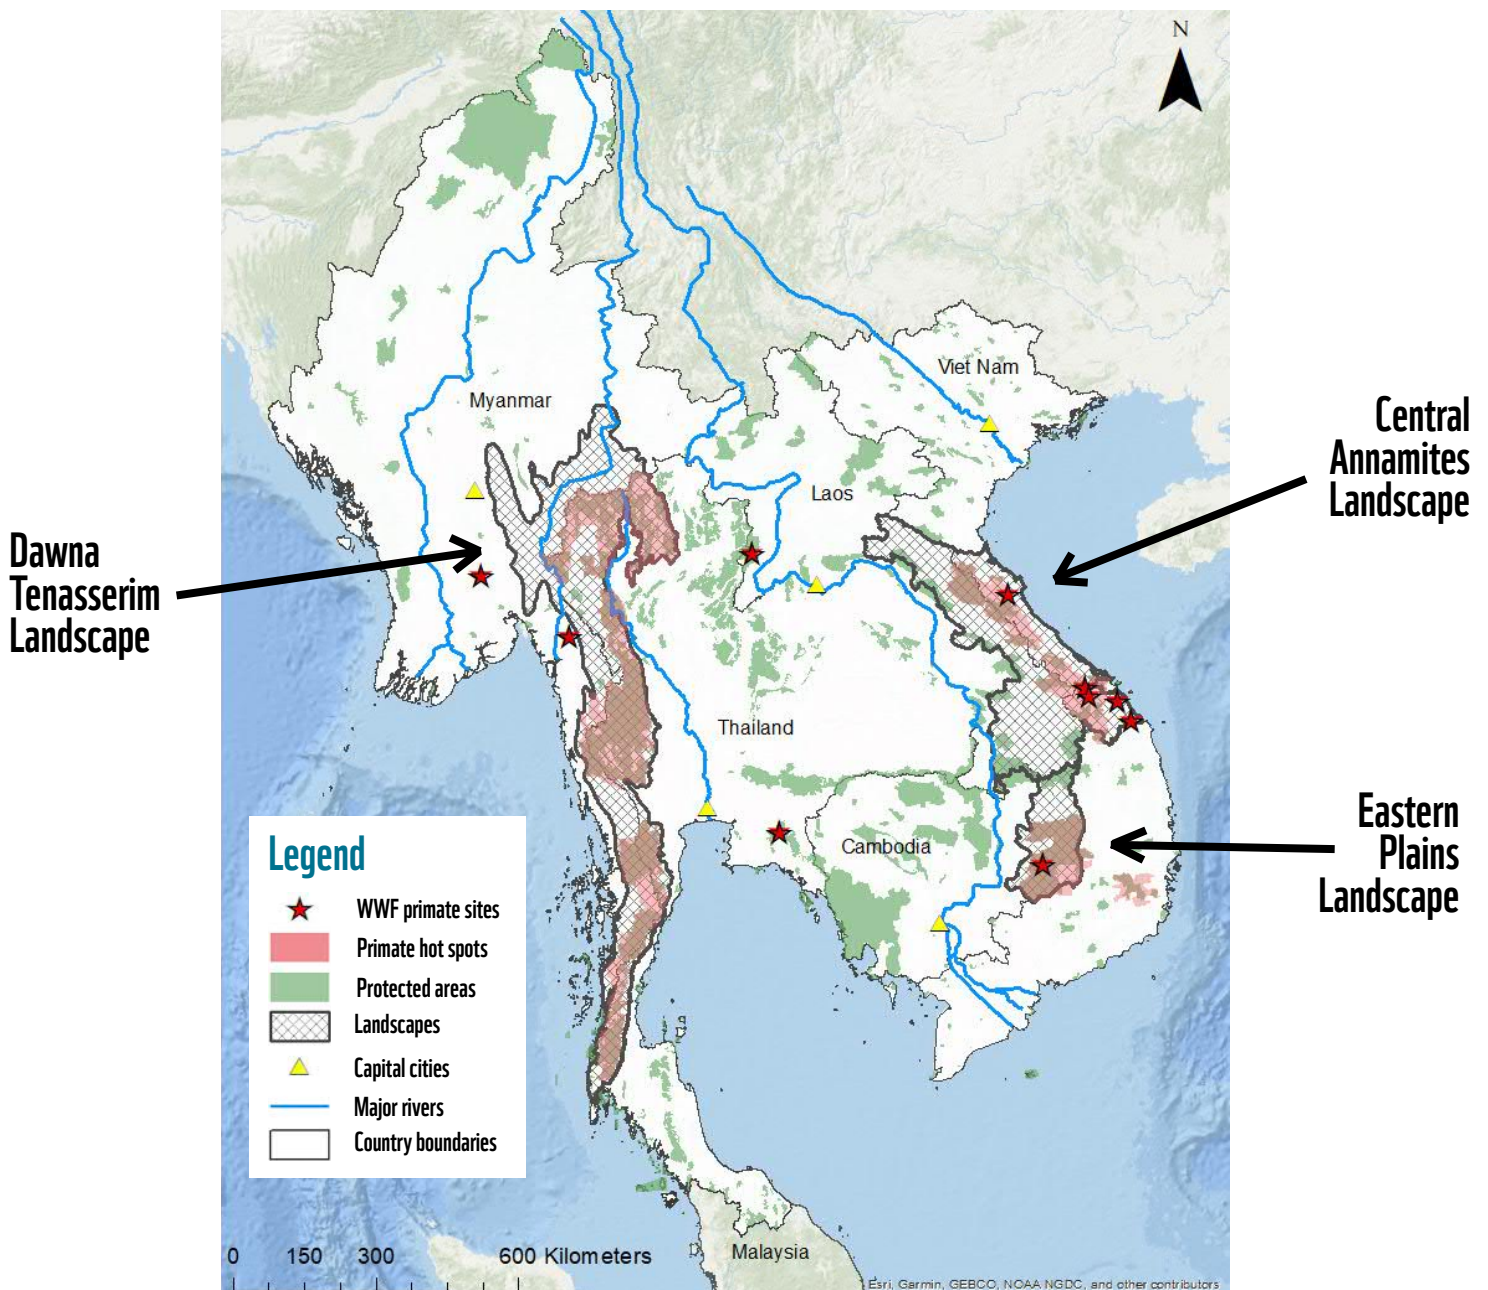 N
Viet Nam
Myanmar
Central
Annamites
Landscape
Laos
Dawna
Tenasserim
Landscape
Thailand
Eastern
Plains
Landscape
Cambodia
Legend
WWF primate sites
Primate hot spots
Protected areas
Landscapes
Capital cities
Major rivers
Country boundaries
0 150 300 600 Kilometers
Malaysia
Esri, Garmin, GEBCO, NOAA NGDC, and other contributors